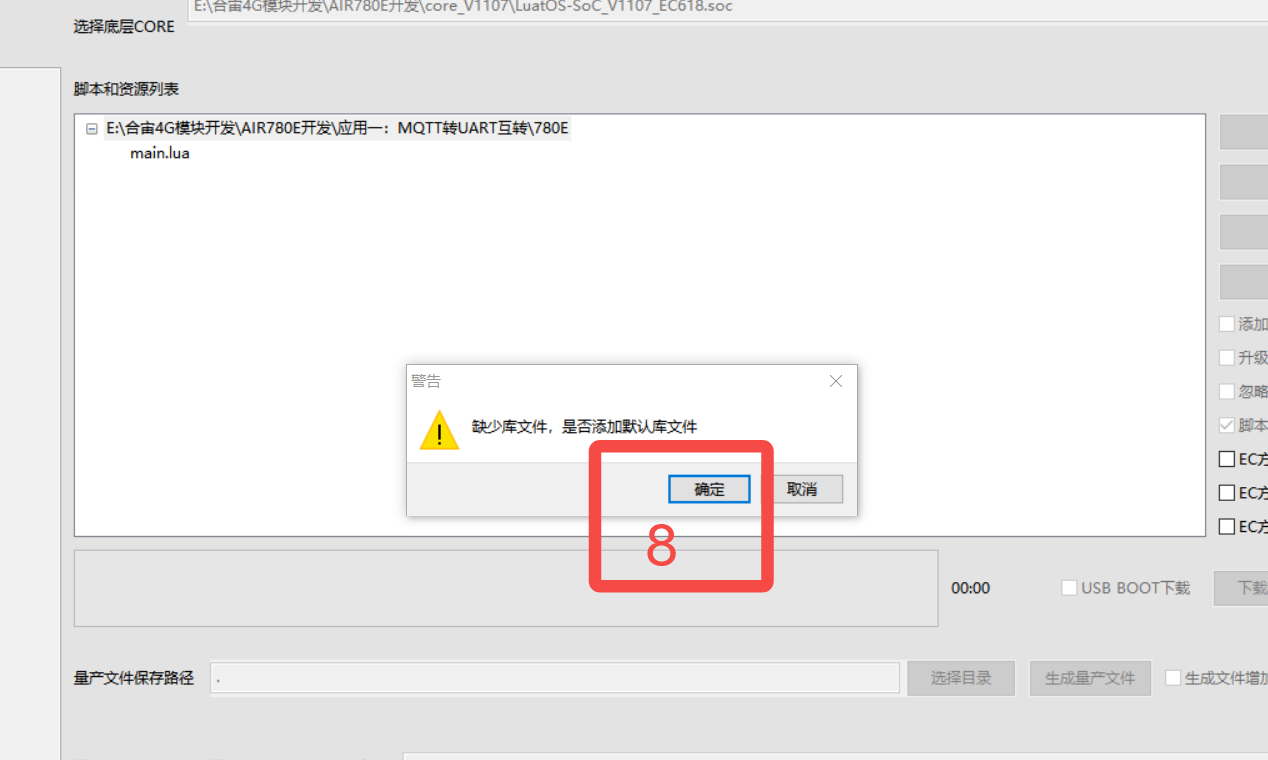 E:\合宙4G模块开发\AIR780E开发\core_V1107\LuatOS-SoC_V1107_EC618.soc
选择底层CORE
脚本和资源列表
E:\合宙4G模块开发\AIR780E开发\应用一：MQTT转UART互转\780E
main.lua
添加
升级
忽略
警告
缺少库文件，是否添加默认库文件
脚本
EC方
确定
取消
EC方
EC方
8
00:00
USB BOOT下载
下载
量产文件保存路径
.
选择目录
生成量产文件
生成文件增加